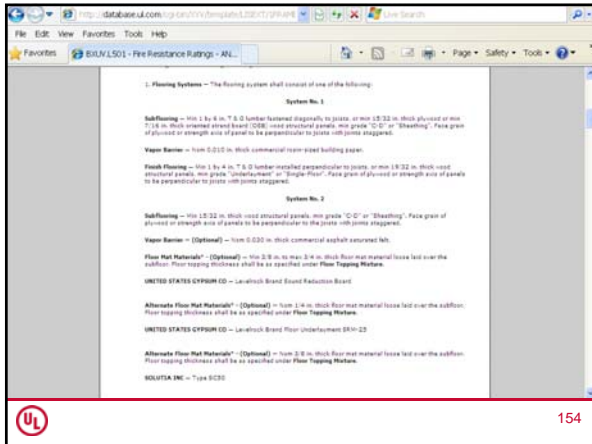 http://database.ul.com/cgi-bin/XYV/template/LISEXT/1FRAME
Live Search
File Edit View Favorites Tools Help
Favorites
BXUV.L501 - Fire Resistance Ratings - AN...
Page Safety Tools
1. Flooring Systems — The flooring system shall consist of one of the following:
System No. 1
Subflooring — Min 1 by 6 in. T & G lumber fastened diagonally to joists, or min 15/32 in. thick plywood or min
7/16 in. thick oriented strand board (OSB) wood structural panels, min grade "C-D" or "Sheathing". Face grain
of plywood or strength axis of panel to be perpendicular to joists with joints staggered.
Vapor Barrier — Nom 0.010 in. thick commercial rosin-sized building paper.
Finish Flooring — Min 1 by 4 in. T & G lumber installed perpendicular to joists, or min 19/32 in. thick wood
structural panels, min grade "Underlayment" or "Single-Floor". Face grain of plywood or strength axis of panels
to be perpendicular to joists with joints staggered.
System No. 2
Subflooring — Min 15/32 in. thick wood structural panels, min grade "C-D" or "Sheathing". Face grain of
plywood or strength axis of panels to be perpendicular to the joists with joints staggered.
Vapor Barrier — (Optional) — Nom 0.030 in. thick commercial asphalt saturated felt.
Floor Mat Materials* - (Optional) — Min 3/8 in. to max 3/4 in. thick floor mat material loose laid over the
subfloor. Floor topping thickness shall be as specified under Floor Topping Mixture.
UNITED STATES GYPSUM CO — Levelrock Brand Sound Reduction Board
Alternate Floor Mat Materials* - (Optional) — Nom 1/4 in. thick floor mat material loose laid over the subfloor.
Floor topping thickness shall be as specified under Floor Topping Mixture.
UNITED STATES GYPSUM CO — Levelrock Brand Floor Underlayment SRM-25
Alternate Floor Mat Materials* - (Optional) — Nom 3/8 in. thick floor mat material loose laid over the subfloor.
Floor topping thickness shall be as specified under Floor Topping Mixture.
SOLUTIA INC — Type SC50
UL
154